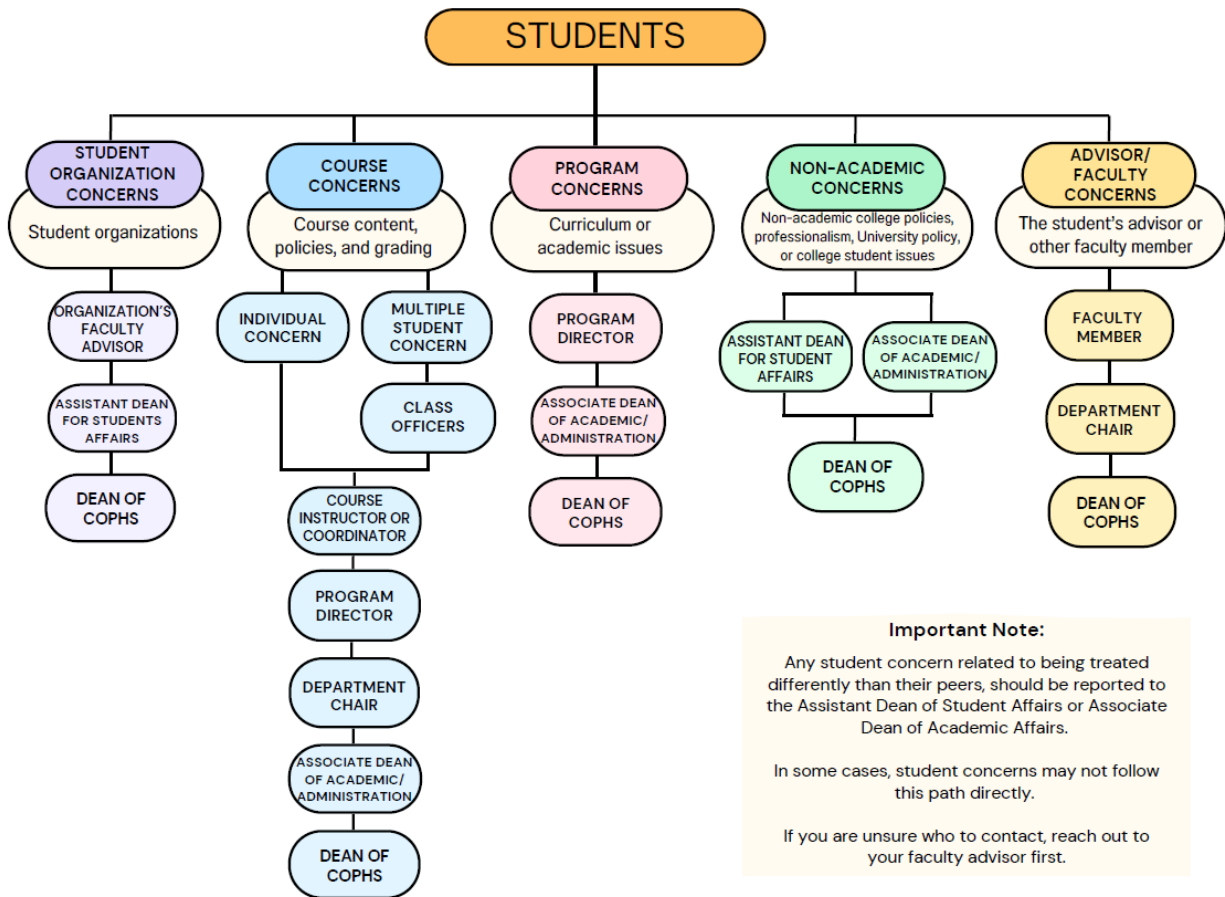 STUDENTS
STUDENT
ORGANIZATION
CONCERNS
Student organizations
ORGANIZATION'S
FACULTY
ADVISOR
ASSISTANT DEAN
FOR STUDENTS
AFFAIRS
DEAN OF
COPHS
COURSE
CONCERNS
Course content,
policies, and grading
INDIVIDUAL
CONCERN
MULTIPLE
STUDENT
CONCERN
CLASS
OFFICERS
COURSE
INSTRUCTOR OR
COORDINATOR
PROGRAM
DIRECTOR
DEPARTMENT
CHAIR
ASSOCIATE DEAN
OF ACADEMIC/
ADMINISTRATION
DEAN OF
COPHS
PROGRAM
CONCERNS
Curriculum or
academic issues
PROGRAM
DIRECTOR
ASSOCIATE DEAN
OF ACADEMIC/
ADMINISTRATION
DEAN OF
COPHS
NON-ACADEMIC
CONCERNS
Non-academic college policies,
professionalism, University policy,
or college student issues
ASSISTANT DEAN
FOR STUDENT
AFFAIRS
ASSOCIATE DEAN
OF ACADEMIC/
ADMINISTRATION
DEAN OF
COPHS
ADVISOR/
FACULTY
CONCERNS
The student's advisor or
other faculty member
FACULTY
MEMBER
DEPARTMENT
CHAIR
DEAN OF
COPHS
Important Note:
Any student concern related to being treated
differently than their peers, should be reported to
the Assistant Dean of Student Affairs or Associate
Dean of Academic Affairs.
In some cases, student concerns may not follow
this path directly.
If you are unsure who to contact, reach out to
your faculty advisor first.